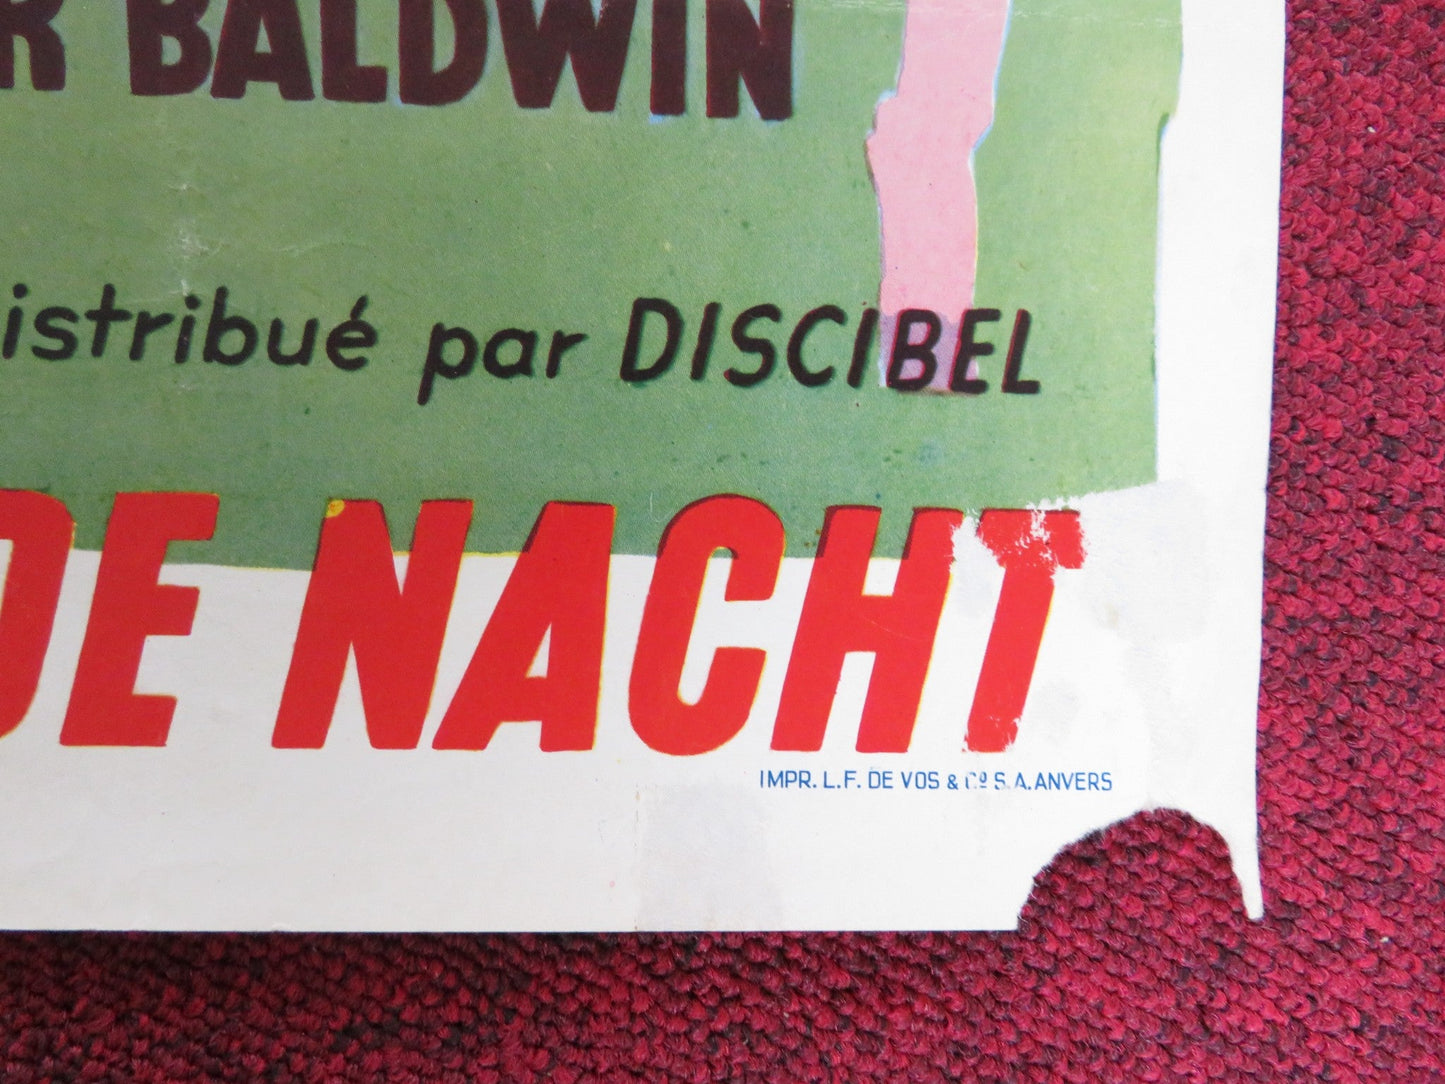 R BALDWIN
istribué par DISCIBEL
DE NACHT
IMPR. L.F. DE VOS & Cº S.A. ANVERS